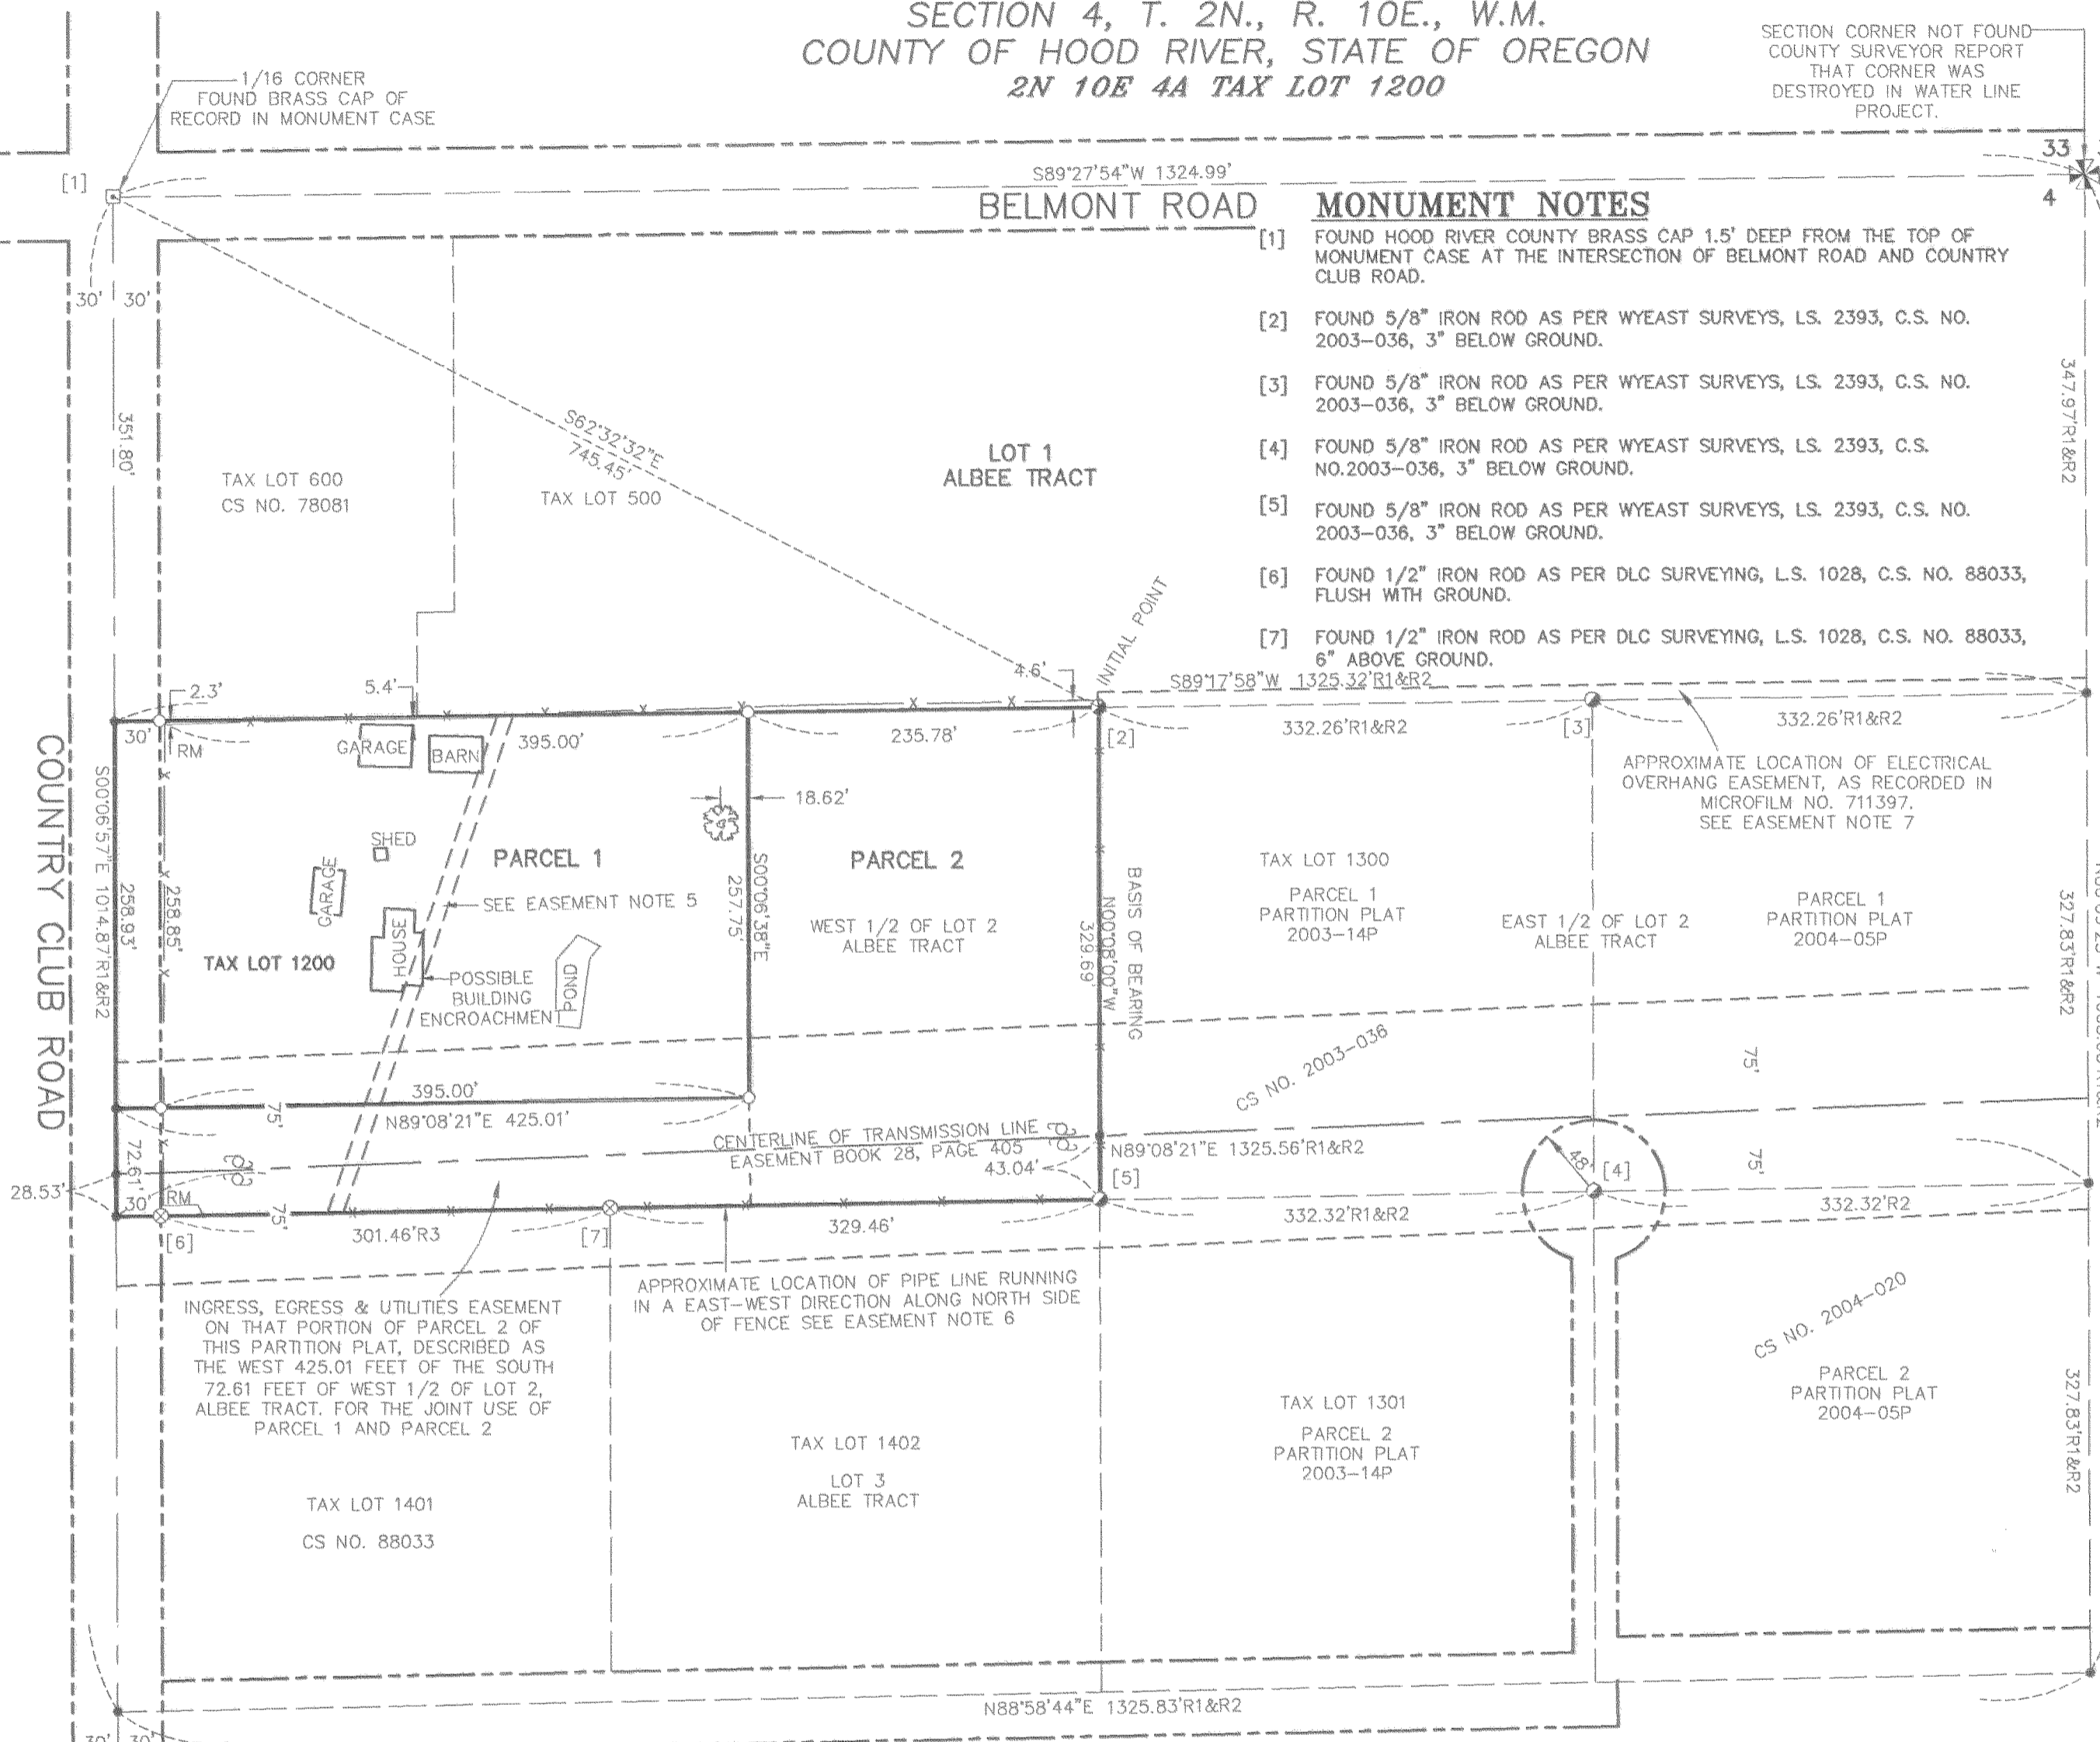 SECTION 4, T. 2N., R. 10E., W.M.
COUNTY OF HOOD RIVER, STATE OF OREGON
2N 10E 4A TAX LOT 1200
SECTION CORNER NOT FOUND
COUNTY SURVEYOR REPORT
THAT CORNER WAS
DESTROYED IN WATER LINE
PROJECT.
1/16 CORNER
FOUND BRASS CAP OF
RECORD IN MONUMENT CASE
[1]
33
4
S89°27'54"W 1324.99'
BELMONT ROAD
MONUMENT NOTES
[1] FOUND HOOD RIVER COUNTY BRASS CAP 1.5' DEEP FROM THE TOP OF
MONUMENT CASE AT THE INTERSECTION OF BELMONT ROAD AND COUNTRY
CLUB ROAD.
[2] FOUND 5/8" IRON ROD AS PER WYEAST SURVEYS, LS. 2393, C.S. NO.
2003-036, 3" BELOW GROUND.
[3] FOUND 5/8" IRON ROD AS PER WYEAST SURVEYS, LS. 2393, C.S. NO.
2003-036, 3" BELOW GROUND.
[4] FOUND 5/8" IRON ROD AS PER WYEAST SURVEYS, LS. 2393, C.S.
NO.2003-036, 3" BELOW GROUND.
[5] FOUND 5/8" IRON ROD AS PER WYEAST SURVEYS, LS. 2393, C.S. NO.
2003-036, 3" BELOW GROUND.
[6] FOUND 1/2" IRON ROD AS PER DLC SURVEYING, L.S. 1028, C.S. NO. 88033,
FLUSH WITH GROUND.
[7] FOUND 1/2" IRON ROD AS PER DLC SURVEYING, L.S. 1028, C.S. NO. 88033,
6" ABOVE GROUND.
30' 30'
351.80'
347.97'R1&R2
S62°32'32"E
745.45'
TAX LOT 600
CS NO. 78081
TAX LOT 500
LOT 1
ALBEE TRACT
INITIAL POINT
4.6'
S89°17'58"W 1325.32'R1&R2
2.3'
5.4'
30'
RM
GARAGE
BARN
395.00'
235.78'
[2]
332.26'R1&R2
[3]
332.26'R1&R2
APPROXIMATE LOCATION OF ELECTRICAL
OVERHANG EASEMENT, AS RECORDED IN
MICROFILM NO. 711397.
SEE EASEMENT NOTE 7
COUNTRY CLUB ROAD
S00°06'57"E 1014.87'R1&R2
258.93'
258.85'
18.62'
SHED
GARAGE
PARCEL 1
SEE EASEMENT NOTE 5
HOUSE
TAX LOT 1200
POSSIBLE
BUILDING
ENCROACHMENT
POND
S00°06'38"E
257.75'
PARCEL 2
WEST 1/2 OF LOT 2
ALBEE TRACT
N00°08'00"W
329.69'
BASIS OF BEARING
TAX LOT 1300
PARCEL 1
PARTITION PLAT
2003-14P
EAST 1/2 OF LOT 2
ALBEE TRACT
PARCEL 1
PARTITION PLAT
2004-05P
327.83'R1&R2
CS NO. 2003-036
75'
395.00'
N89°08'21"E 425.01'
75'
72.61'
28.53'
30'
RM
CENTERLINE OF TRANSMISSION LINE
EASEMENT BOOK 28, PAGE 405
43.04'
N89°08'21"E 1325.56'R1&R2
[5]
48'
[4]
75'
75'
[6]
301.46'R3
[7]
329.46'
332.32'R1&R2
332.32'R2
INGRESS, EGRESS & UTILITIES EASEMENT
ON THAT PORTION OF PARCEL 2 OF
THIS PARTITION PLAT, DESCRIBED AS
THE WEST 425.01 FEET OF THE SOUTH
72.61 FEET OF WEST 1/2 OF LOT 2,
ALBEE TRACT. FOR THE JOINT USE OF
PARCEL 1 AND PARCEL 2
APPROXIMATE LOCATION OF PIPE LINE RUNNING
IN A EAST-WEST DIRECTION ALONG NORTH SIDE
OF FENCE SEE EASEMENT NOTE 6
CS NO. 2004-020
PARCEL 2
PARTITION PLAT
2004-05P
327.83'R1&R2
TAX LOT 1301
PARCEL 2
PARTITION PLAT
2003-14P
TAX LOT 1402
LOT 3
ALBEE TRACT
TAX LOT 1401
CS NO. 88033
N88°58'44"E 1325.83'R1&R2
30' 30'